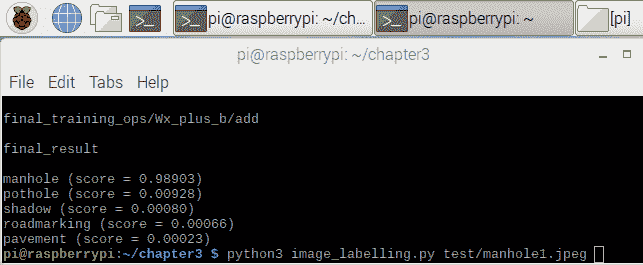 pi@raspberrypi: ~/ch... pi@raspberrypi: ~ [pi]
pi@raspberrypi: ~/chapter3
File Edit Tabs Help
final_training_ops/Wx_plus_b/add
final_result
manhole (score = 0.98903)
pothole (score = 0.00928)
shadow (score = 0.00080)
roadmarking (score = 0.00066)
pavement (score = 0.00023)
pi@raspberrypi:~/chapter3 $ python3 image_labelling.py test/manhole1.jpeg